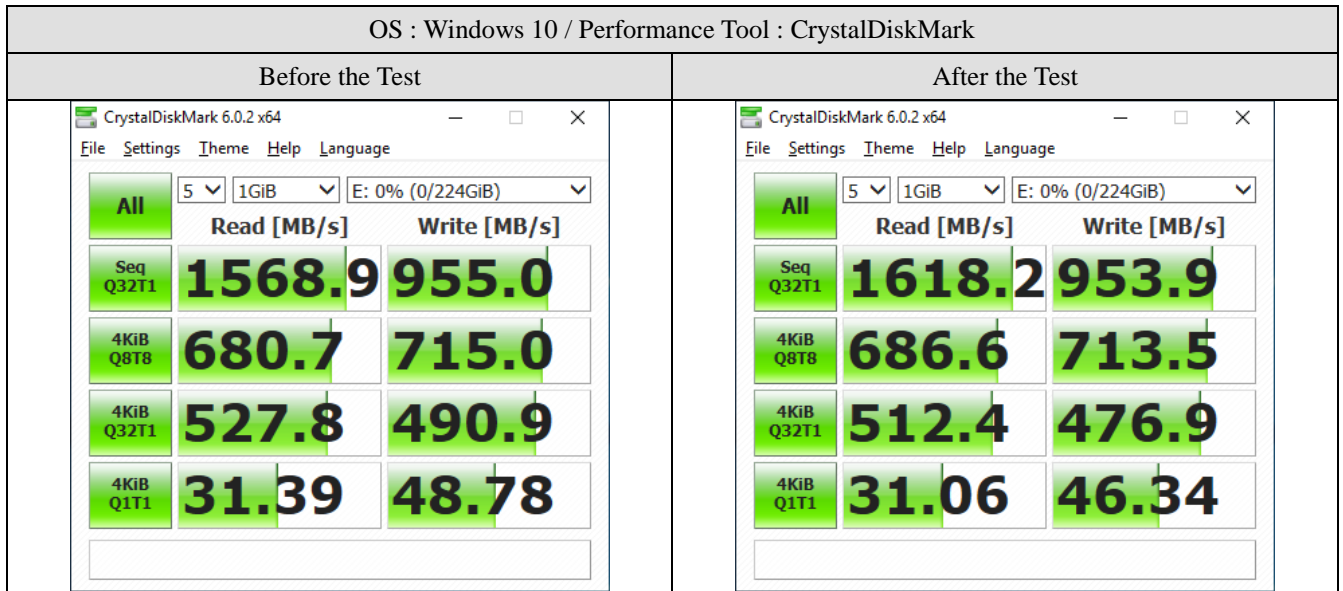 OS : Windows 10 / Performance Tool : CrystalDiskMark
Before the Test
After the Test
CrystalDiskMark 6.0.2 x64
File Settings Theme Help Language
All
5 1GiB E: 0% (0/224GiB)
Read [MB/s] Write [MB/s]
Seq
Q32T1
1568.9 955.0
4KiB
Q8T8
680.7 715.0
4KiB
Q32T1
527.8 490.9
4KiB
Q1T1
31.39 48.78
CrystalDiskMark 6.0.2 x64
File Settings Theme Help Language
All
5 1GiB E: 0% (0/224GiB)
Read [MB/s] Write [MB/s]
Seq
Q32T1
1618.2 953.9
4KiB
Q8T8
686.6 713.5
4KiB
Q32T1
512.4 476.9
4KiB
Q1T1
31.06 46.34